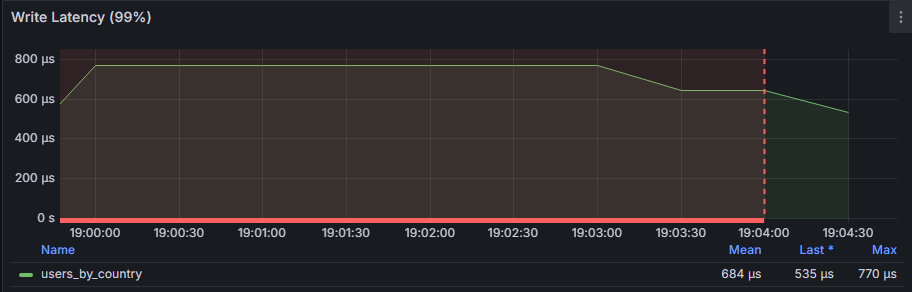 Write Latency (99%)
800 µs
600 µs
400 µs
200 µs
0 s
19:00:00 19:00:30 19:01:00 19:01:30 19:02:00 19:02:30 19:03:00 19:03:30 19:04:00 19:04:30
Name Mean Last * Max
users_by_country 684 µs 535 µs 770 µs